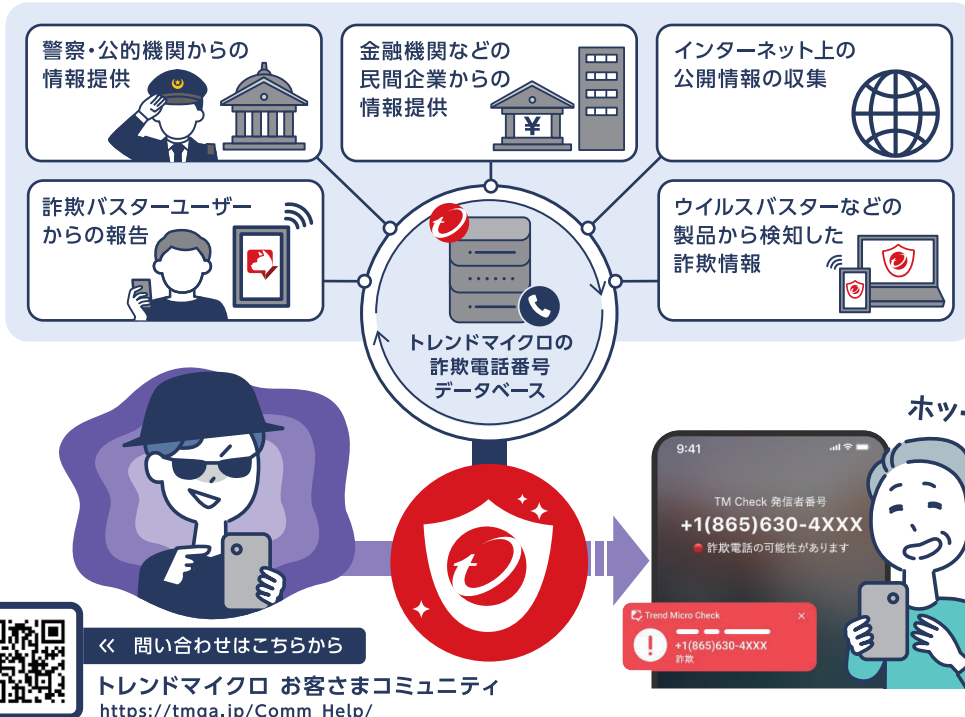 警察・公的機関からの
情報提供
金融機関などの
民間企業からの
情報提供
¥
インターネット上の
公開情報の収集
詐欺バスターユーザー
からの報告
ウイルスバスターなどの
製品から検知した
詐欺情報
トレンドマイクロの
詐欺電話番号
データベース
ホッ
9:41
TM Check 発信者番号
+1(865)630-4XXX
詐欺電話の可能性があります
Trend Micro Check
+1(865)630-4XXX
詐欺
« 問い合わせはこちらから
トレンドマイクロ お客さまコミュニティ
https://tmqa.jp/Comm_Help/